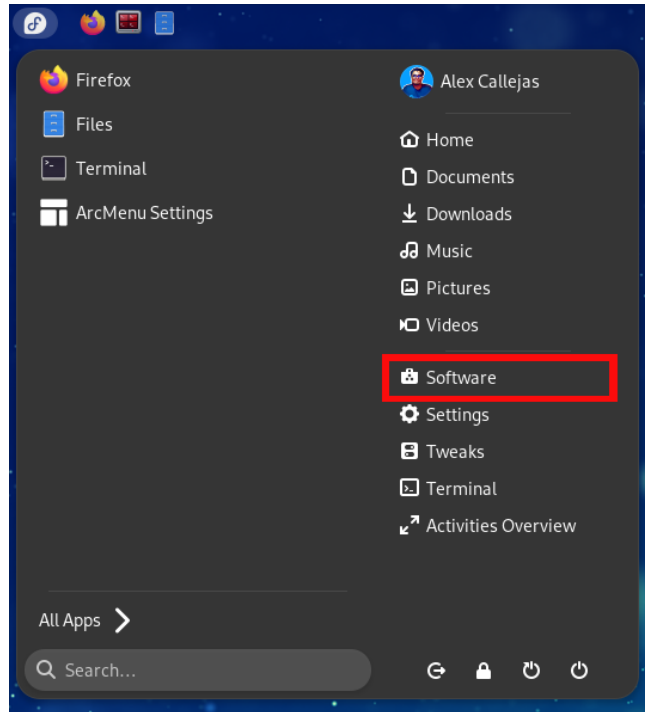 Firefox
Files
Terminal
ArcMenu Settings
All Apps
Search...
Alex Callejas
Home
Documents
Downloads
Music
Pictures
Videos
Software
Settings
Tweaks
Terminal
Activities Overview